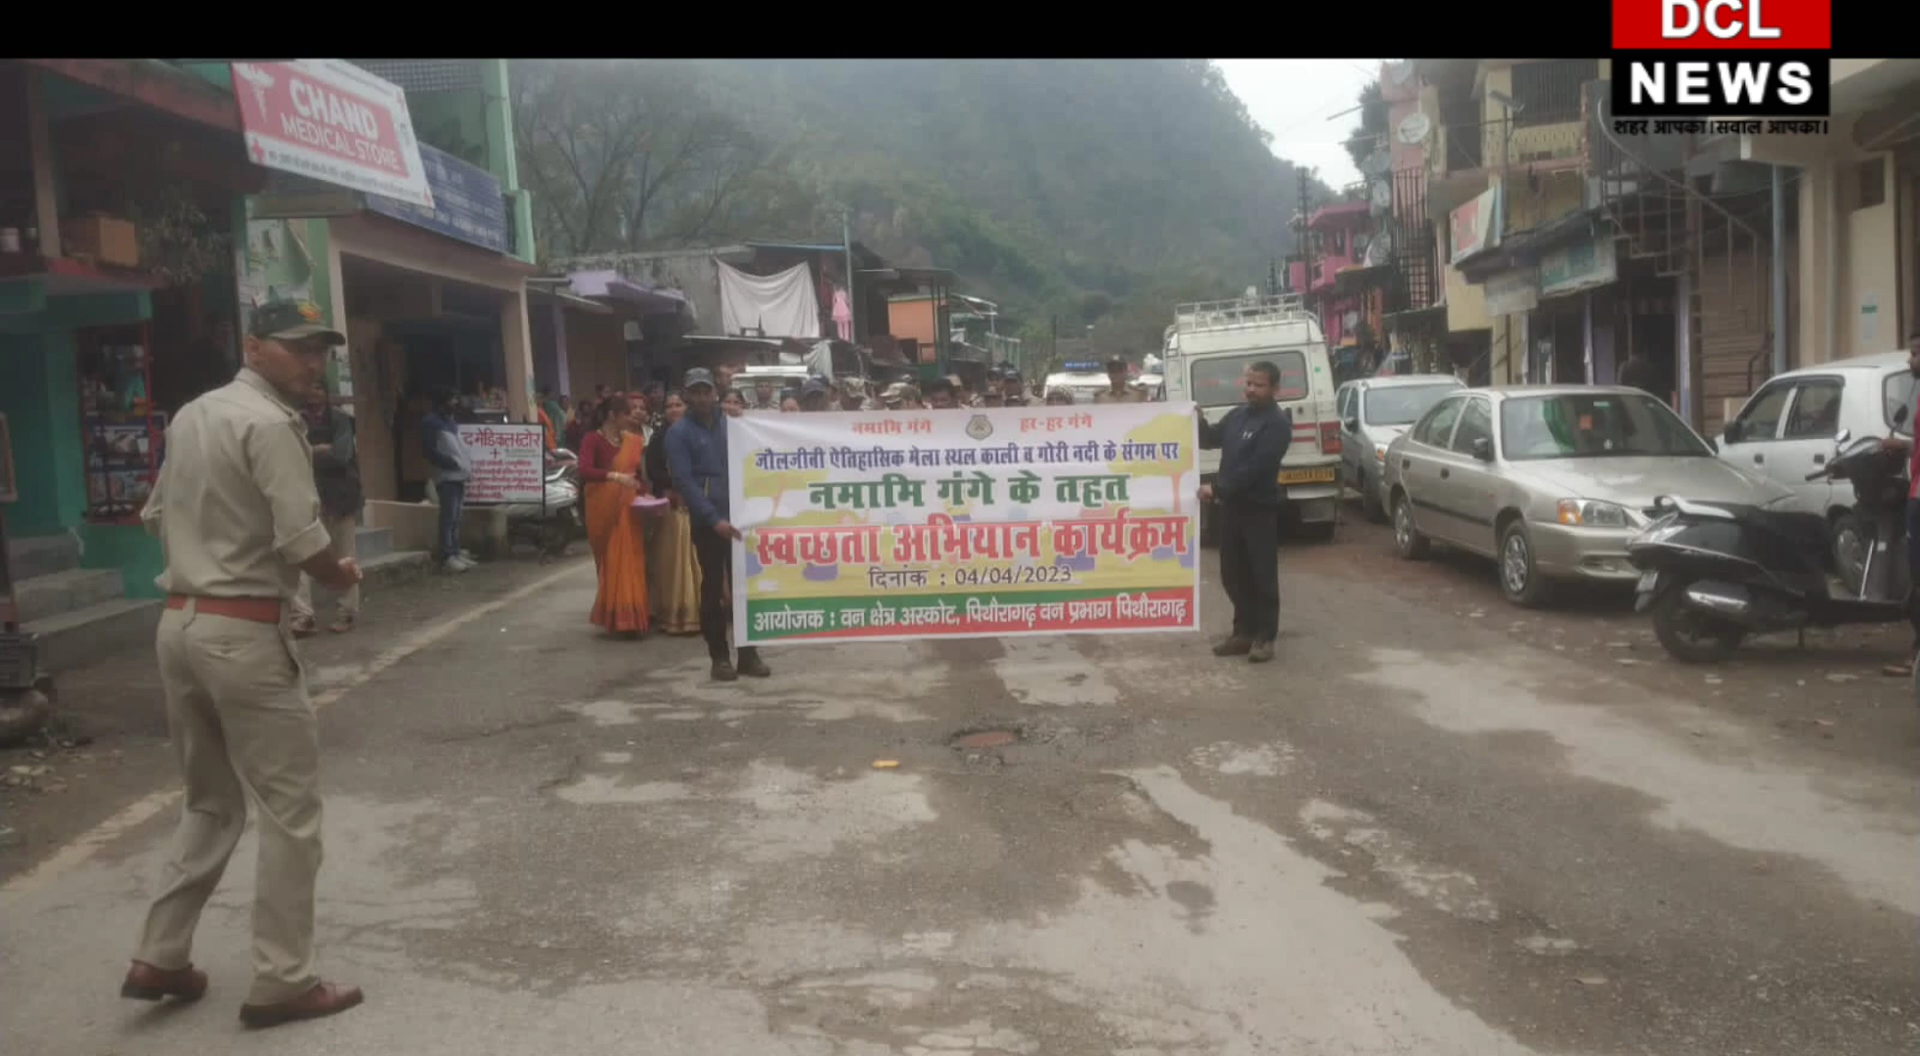 DCL
NEWS
शहर आपका।सवाल आपका।
CHAND
MEDICAL STORE
द मेडिकल स्टोर
नमामि गंगे
हर-हर गंगे
जौलजीबी ऐतिहासिक मेला स्थल काली व गोरी नदी के संगम पर
नमामि गंगे के तहत
स्वच्छता अभियान कार्यक्रम
दिनांक : 04/04/2023
आयोजक : वन क्षेत्र अस्कोट, पिथौरागढ़ वन प्रभाग पिथौरागढ़